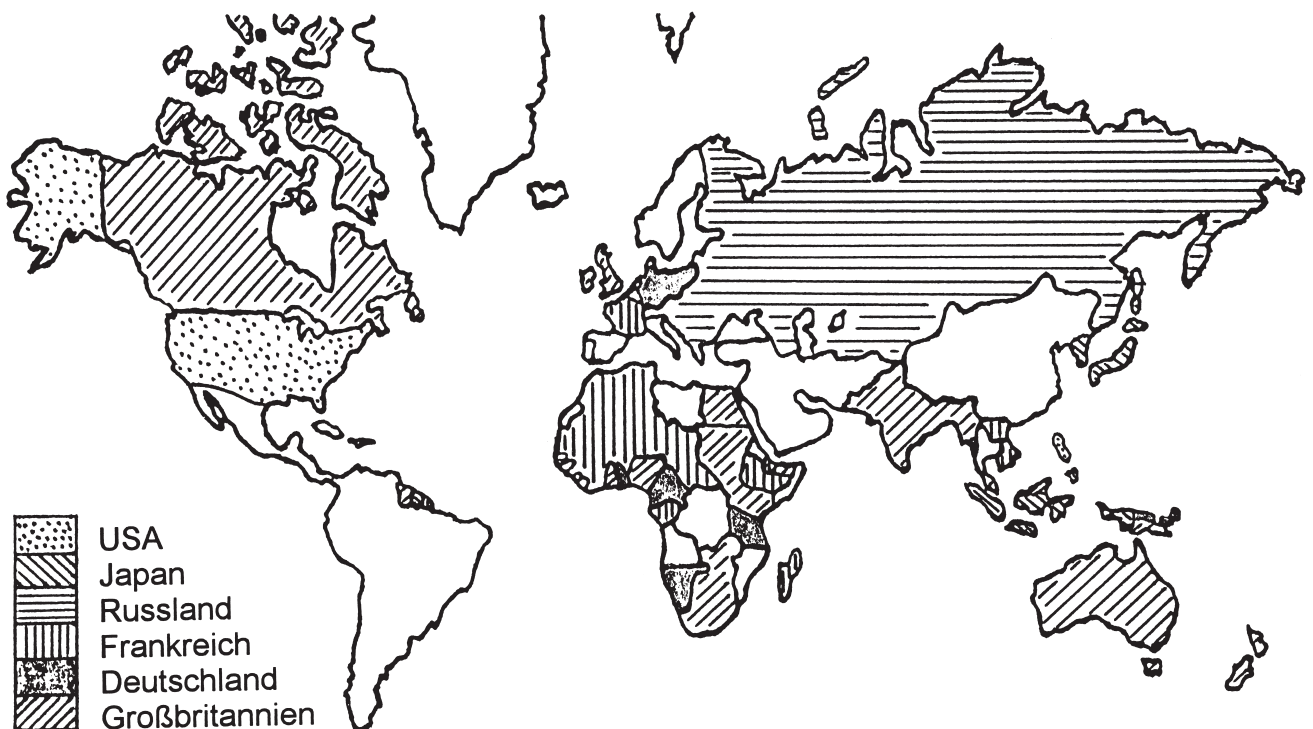 USA
Japan
Russland
Frankreich
Deutschland
Großbritannien